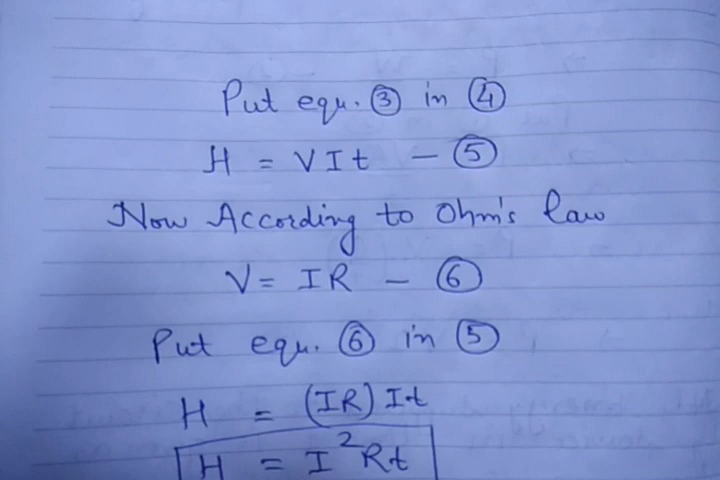 Put equ. ③ in ④
H = VIt - ⑤
Now According to Ohm's law
V = IR - ⑥
Put equ. ⑥ in ⑤
H = (IR) It
H = I²Rt